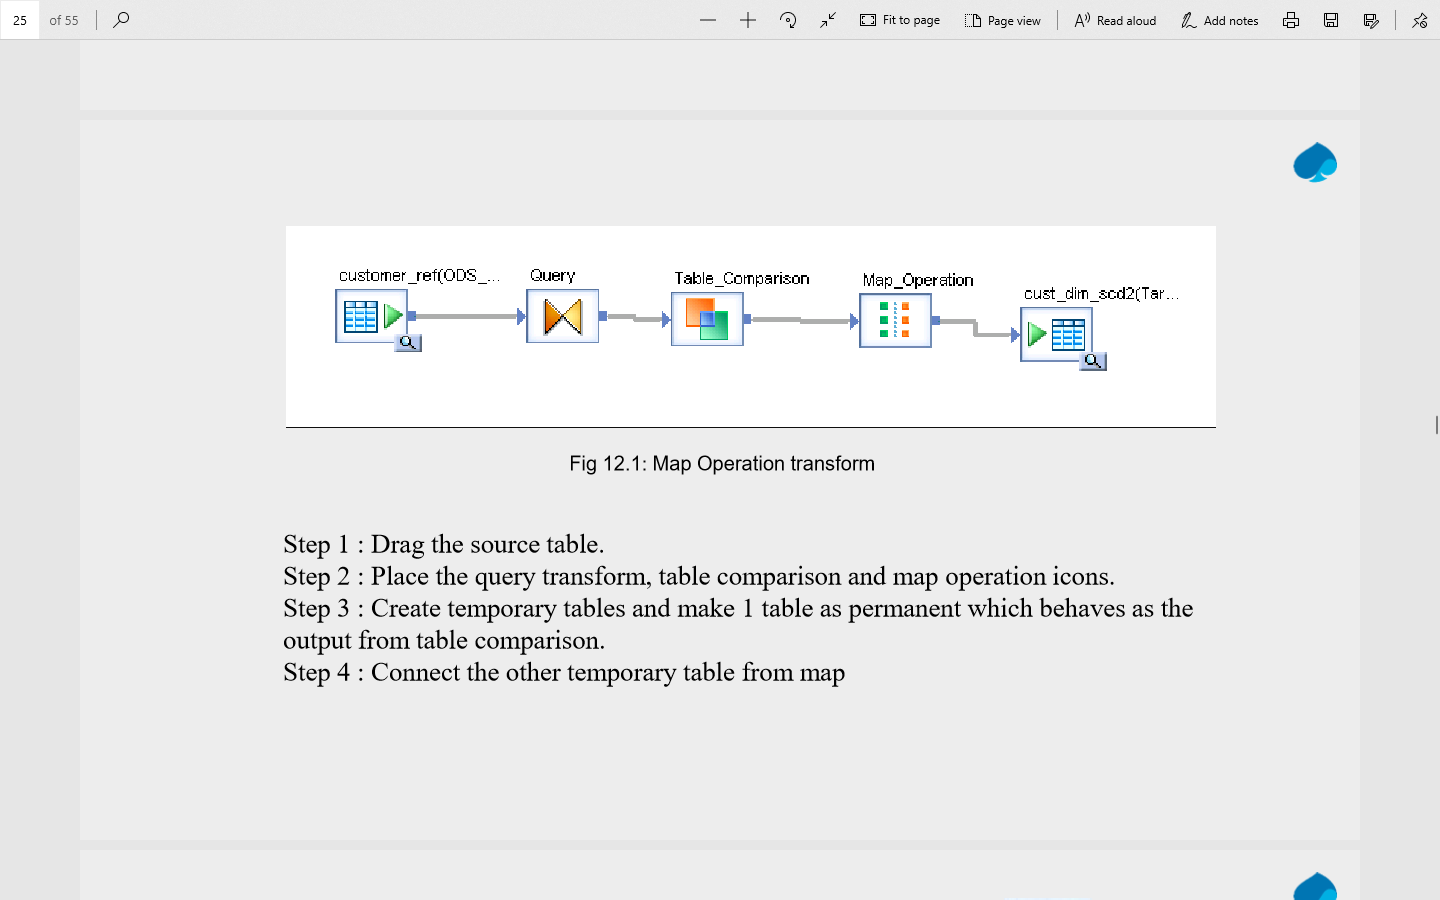 25 of 55 Fit to page Page view Read aloud Add notes
customer_ref(ODS_... Query Table_Comparison Map_Operation cust_dim_scd2(Tar...
Fig 12.1: Map Operation transform
Step 1 : Drag the source table.
Step 2 : Place the query transform, table comparison and map operation icons.
Step 3 : Create temporary tables and make 1 table as permanent which behaves as the
output from table comparison.
Step 4 : Connect the other temporary table from map